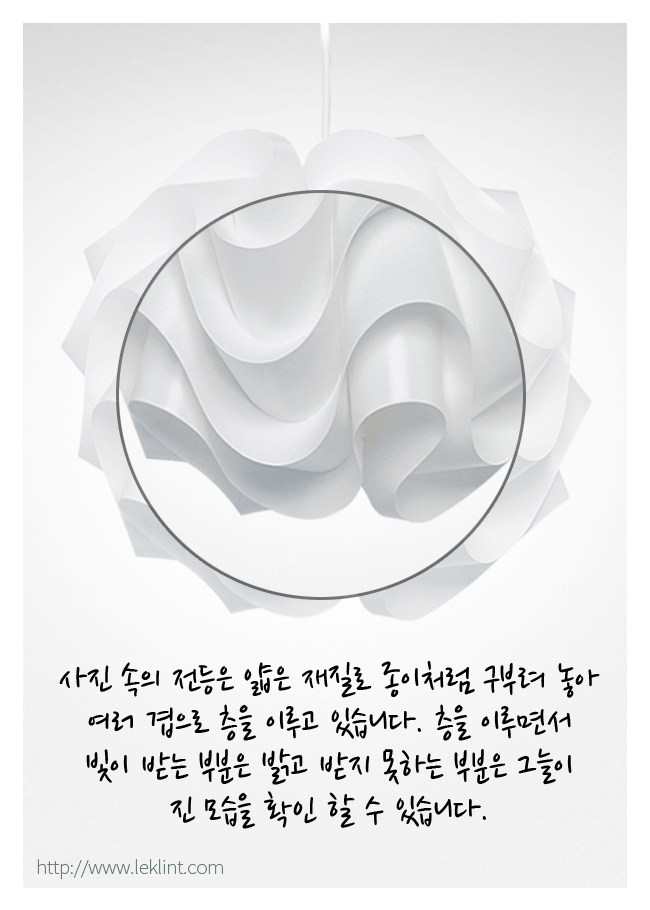 사진 속의 전등은 얇은 재질로 종이처럼 구부려 놓아
여러 겹으로 층을 이루고 있습니다. 층을 이루면서
빛이 받는 부분은 밝고 받지 못하는 부분은 그늘이
진 모습을 확인 할 수 있습니다.
http://www.leklint.com